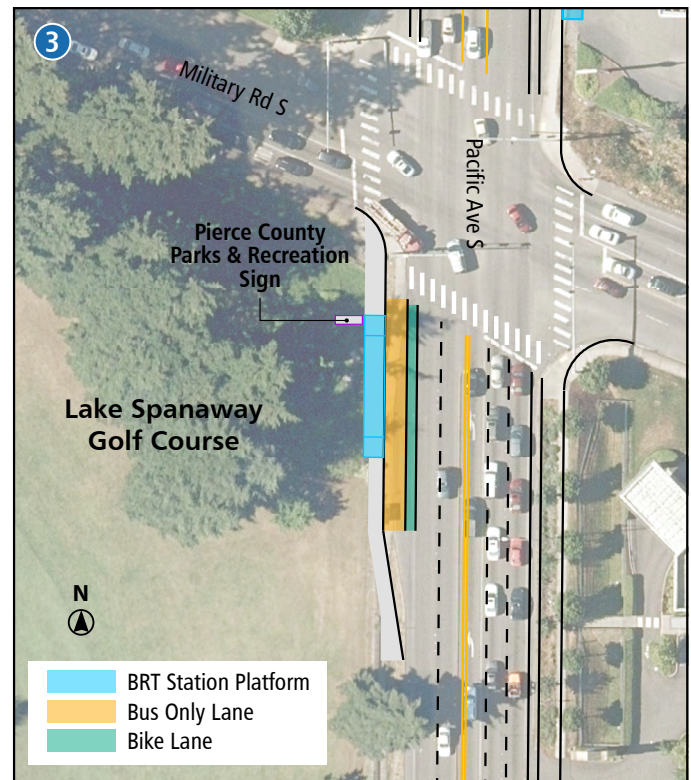 3
Military Rd S
Pacific Ave S
Pierce County
Parks & Recreation
Sign
Lake Spanaway
Golf Course
N
BRT Station Platform
Bus Only Lane
Bike Lane